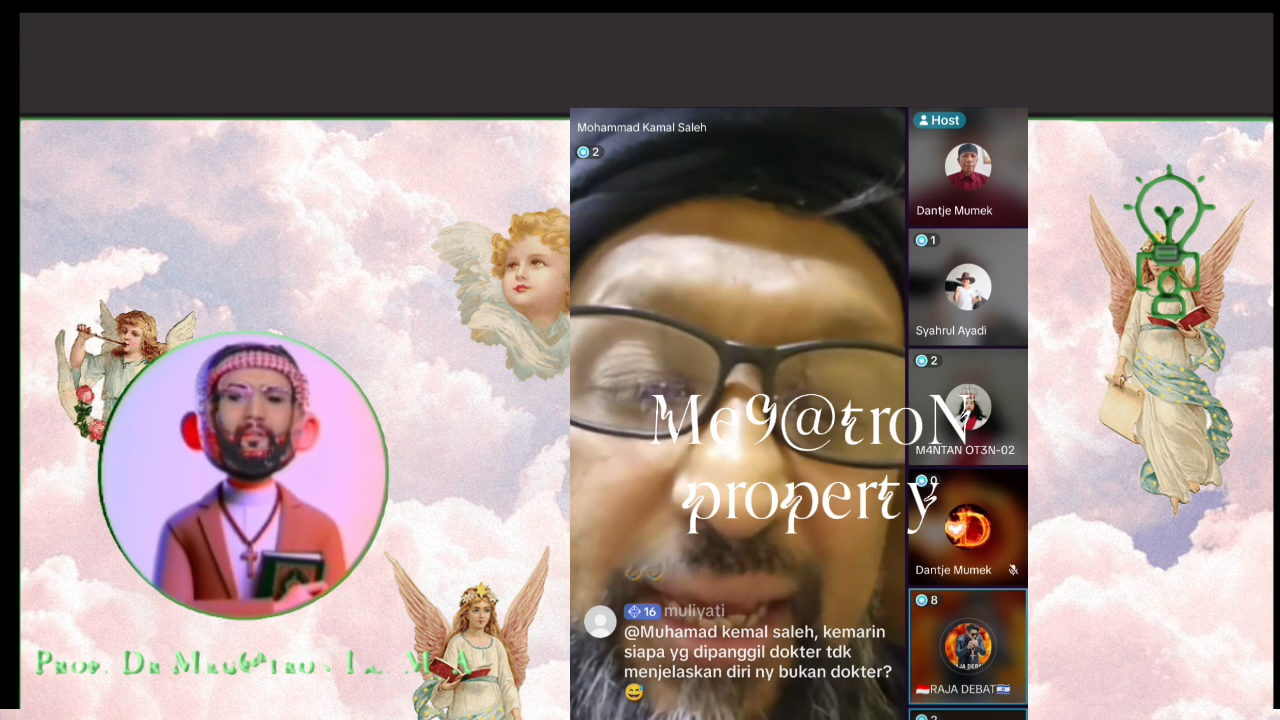 Mohammad Kamal Saleh
2
Host
Dantje Mumek
1
Syahrul Ayadi
2
M4NTAN OT3N-02
Me9@troN
property
0
Dantje Mumek
8
RAJA DEBAT
16 muliyati
@Muhamad kemal saleh, kemarin
siapa yg dipanggil dokter tdk
menjelaskan diri ny bukan dokter?
😅
2